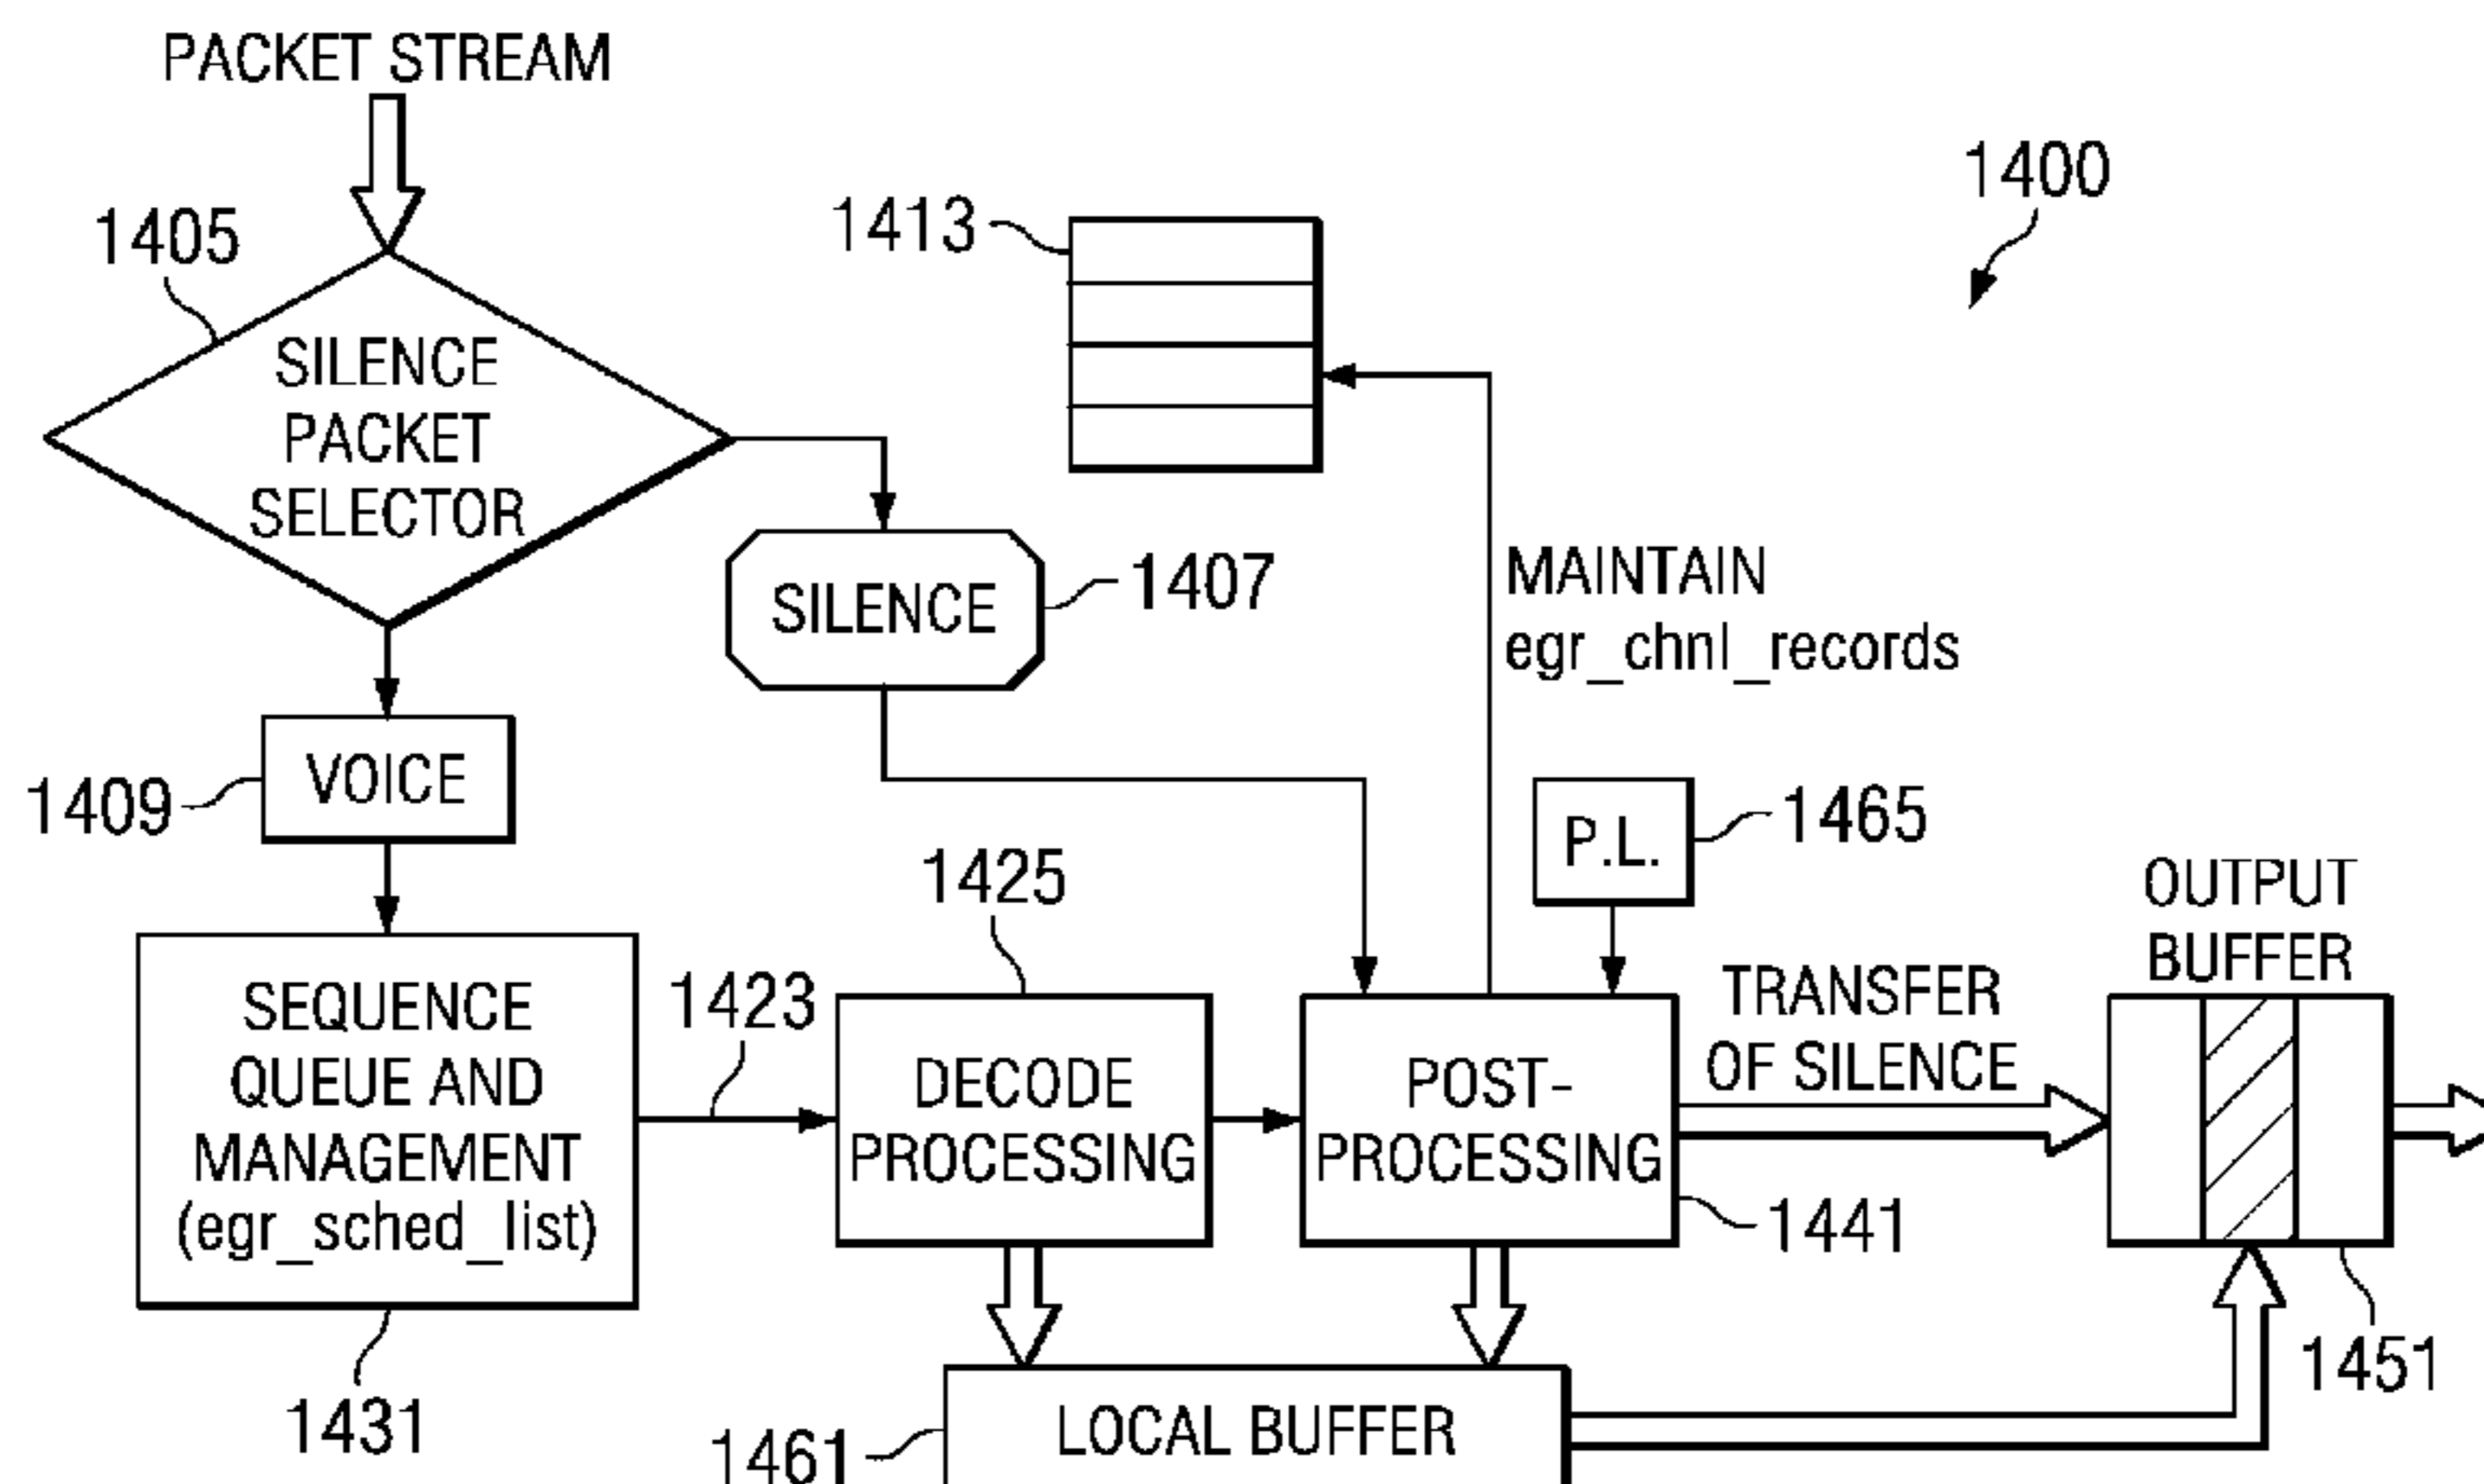 PACKET STREAM
1405
SILENCE
PACKET
SELECTOR
1413
1400
SILENCE
1407
MAINTAIN
egr_chnl_records
VOICE
1409
P.L.
1465
1425
OUTPUT
BUFFER
SEQUENCE
QUEUE AND
MANAGEMENT
(egr_sched_list)
1423
DECODE
PROCESSING
POST-
PROCESSING
TRANSFER
OF SILENCE
1441
1451
1431
1461
LOCAL BUFFER